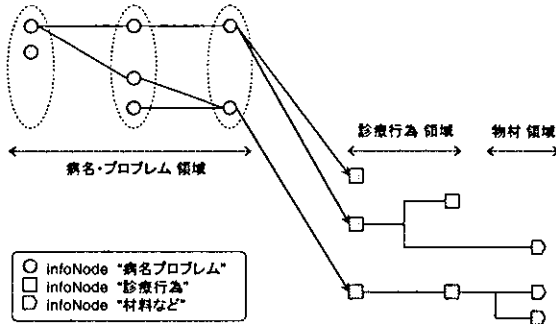 診療行為 領域
物材 領域
病名・プロブレム 領域
infoNode "病名プロブレム"
infoNode "診療行為"
infoNode "材料など"